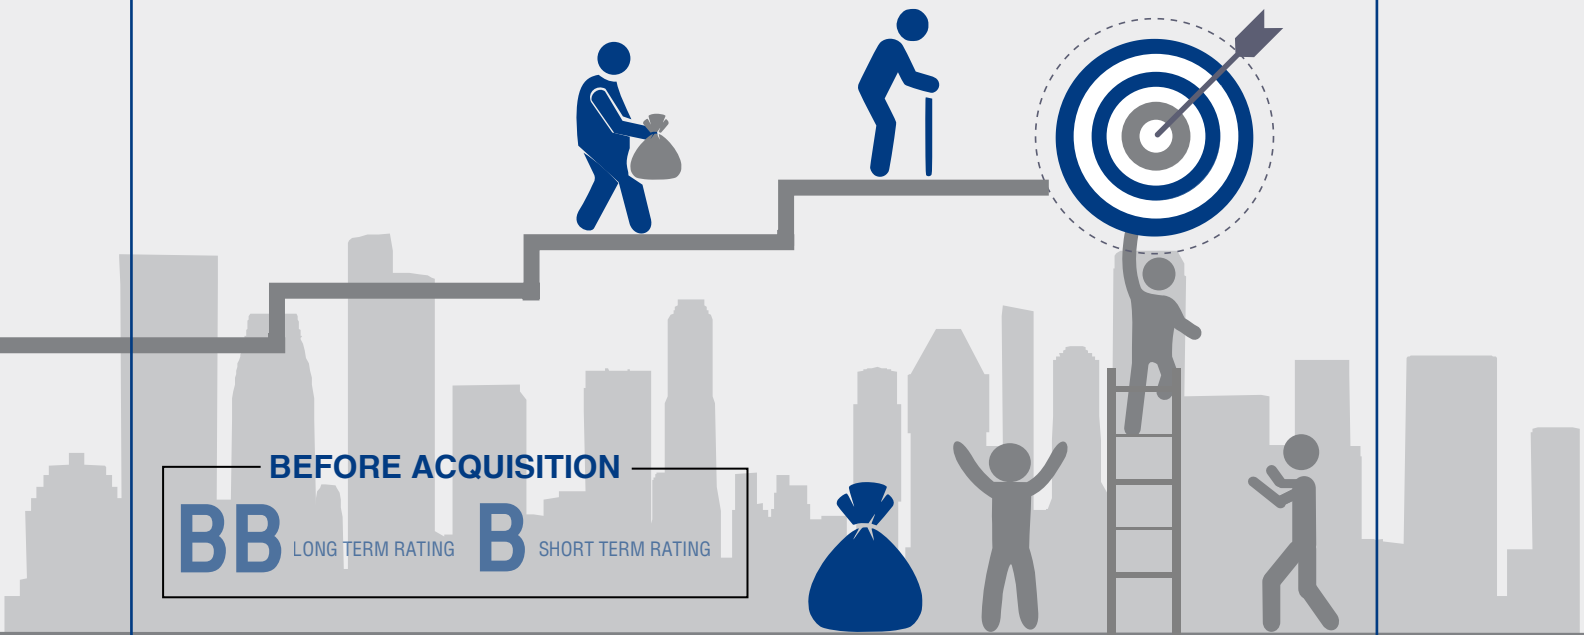 BEFORE ACQUISITION
BB LONG TERM RATING B SHORT TERM RATING